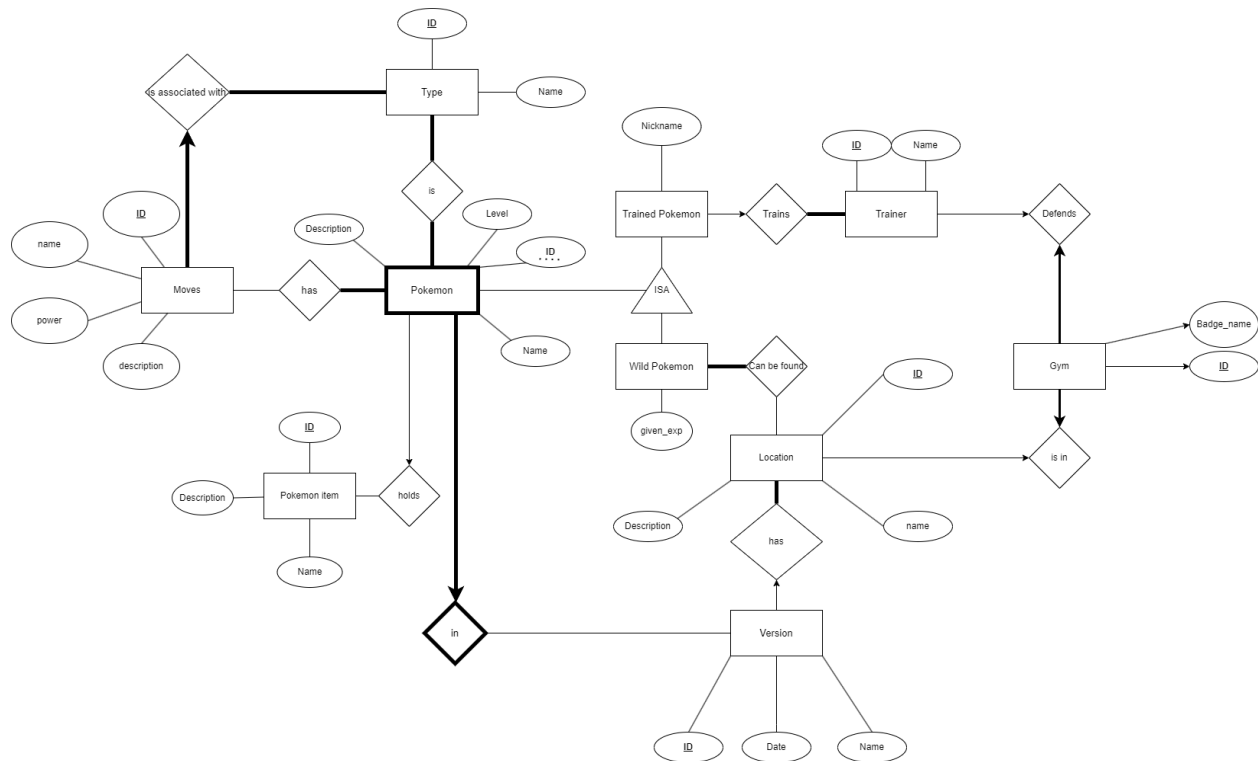 ID
is associated with
Type
Name
Nickname
ID
Name
ID
is
Trained Pokemon
Trains
Trainer
Defends
name
Description
Level
ID
....
Moves
has
Pokemon
ISA
power
Badge_name
description
Name
Wild Pokemon
Can be found
ID
Gym
ID
ID
given_exp
Location
is in
Description
Pokemon item
holds
Description
name
has
Name
in
Version
ID
Date
Name